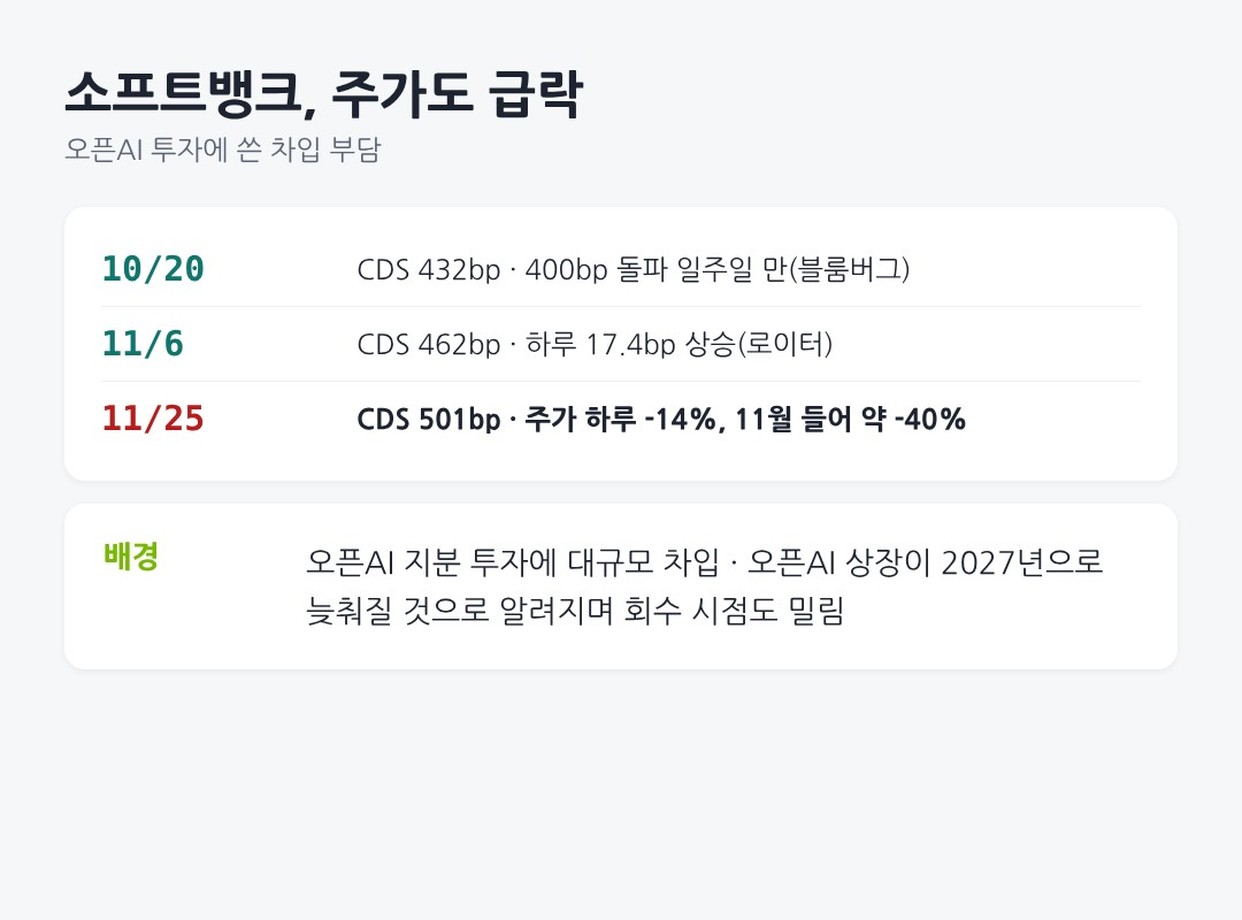 소프트뱅크, 주가도 급락
오픈AI 투자에 쓴 차입 부담
10/20 CDS 432bp · 400bp 돌파 일주일 만(블룸버그)
11/6 CDS 462bp · 하루 17.4bp 상승(로이터)
11/25 CDS 501bp · 주가 하루 -14%, 11월 들어 약 -40%
배경 오픈AI 지분 투자에 대규모 차입 · 오픈AI 상장이 2027년으로
늦춰질 것으로 알려지며 회수 시점도 밀림